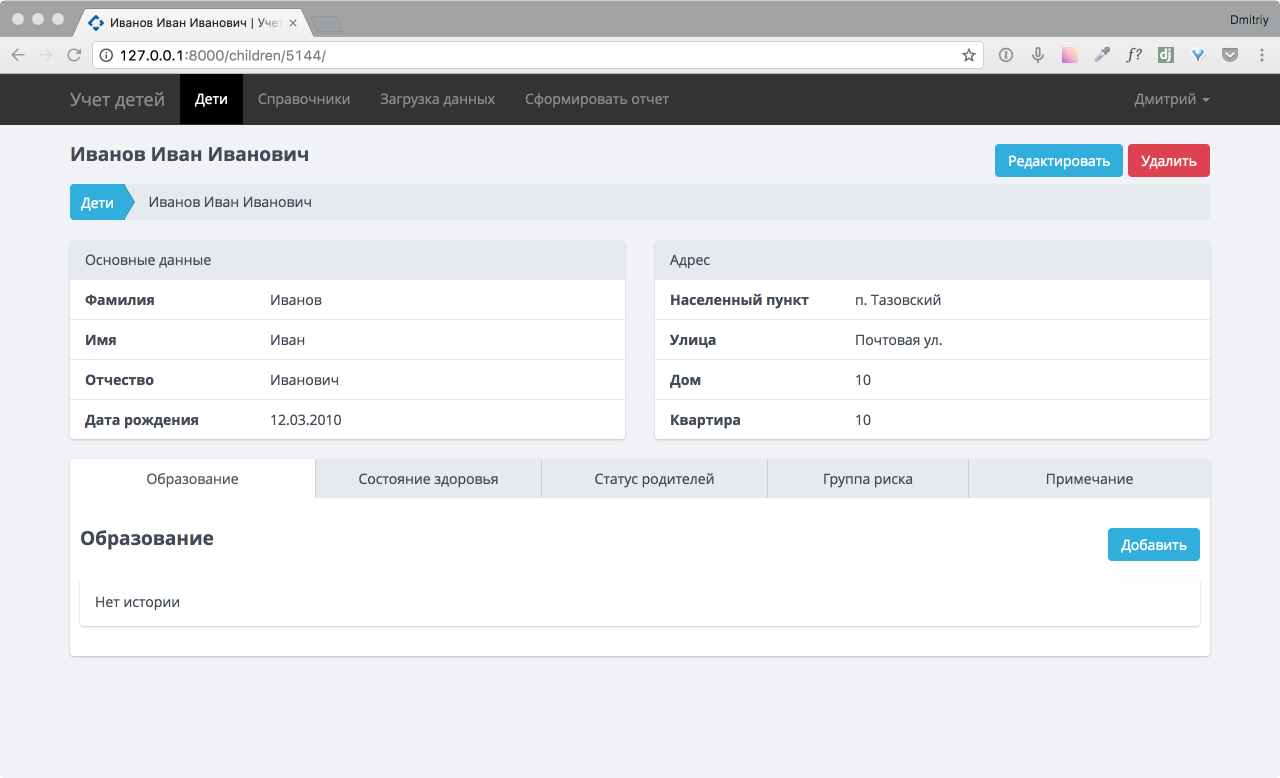 Иванов Иван Иванович | Учет
Dmitriy
127.0.0.1:8000/children/5144/
f?
dj
Учет детей Дети Справочники Загрузка данных Сформировать отчет Дмитрий
Иванов Иван Иванович
Редактировать Удалить
Дети Иванов Иван Иванович
Основные данные
Фамилия Иванов
Имя Иван
Отчество Иванович
Дата рождения 12.03.2010
Адрес
Населенный пункт п. Тазовский
Улица Почтовая ул.
Дом 10
Квартира 10
Образование Состояние здоровья Статус родителей Группа риска Примечание
Образование
Добавить
Нет истории